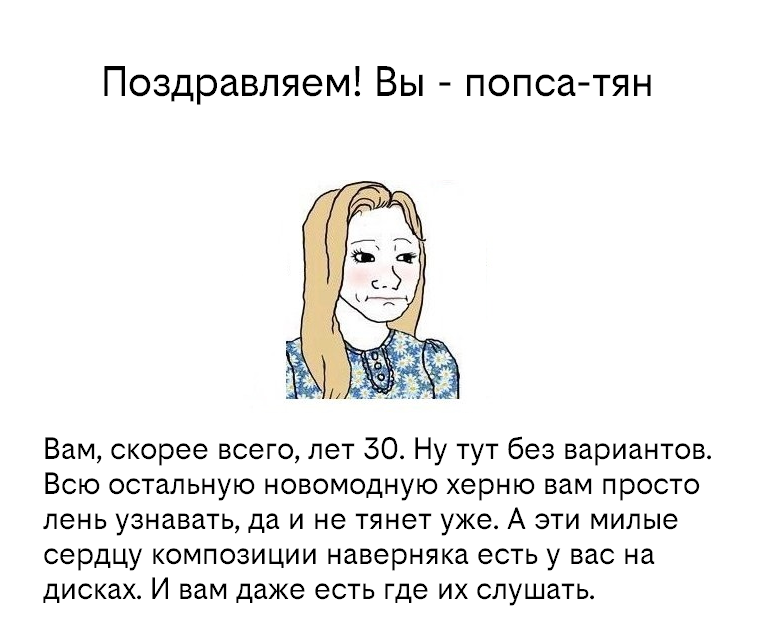 Поздравляем! Вы - попса-тян
Вам, скорее всего, лет 30. Ну тут без вариантов.
Всю остальную новомодную херню вам просто
лень узнавать, да и не тянет уже. А эти милые
сердцу композиции наверняка есть у вас на
дисках. И вам даже есть где их слушать.